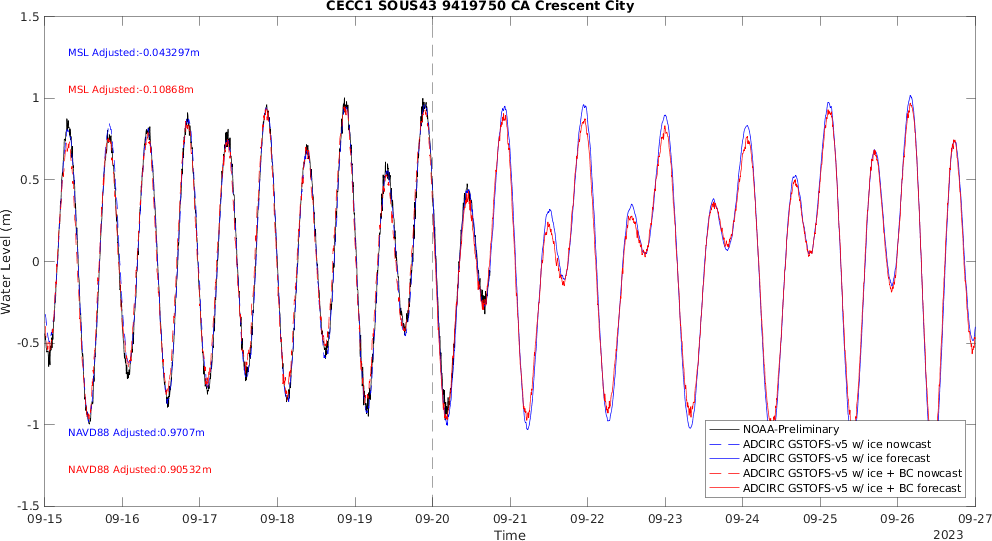 CECC1 SOUS43 9419750 CA Crescent City
1.5
1
0.5
0
-0.5
-1
-1.5
Water Level (m)
MSL Adjusted:-0.043297m
MSL Adjusted:-0.10868m
NAVD88 Adjusted:0.9707m
NAVD88 Adjusted:0.90532m
NOAA-Preliminary
ADCIRC GSTOFS-v5 w/ ice nowcast
ADCIRC GSTOFS-v5 w/ ice forecast
ADCIRC GSTOFS-v5 w/ ice + BC nowcast
ADCIRC GSTOFS-v5 w/ ice + BC forecast
09-15 09-16 09-17 09-18 09-19 09-20 09-21 09-22 09-23 09-24 09-25 09-26 09-27
Time
2023